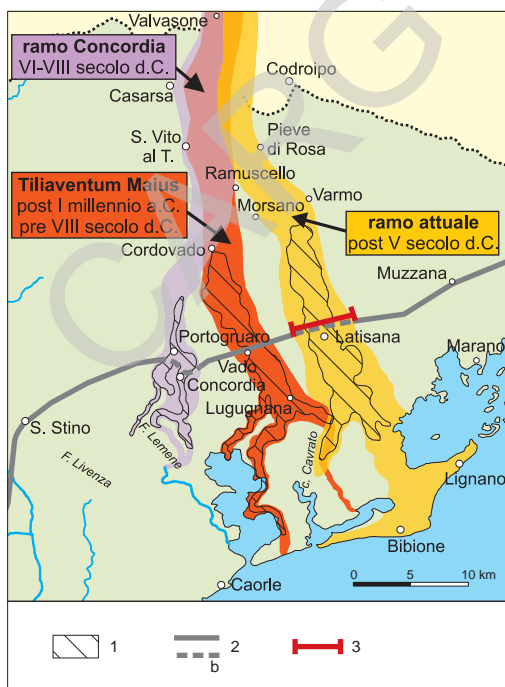 Valvasone
ramo Concordia
VI-VIII secolo d.C.
Codroipo
Casarsa
S. Vito
al T.
Pieve
di Rosa
Ramuscello
Tiliaventum Maius
post I millennio a.C.
pre VIII secolo d.C.
Varmo
Morsano
ramo attuale
post V secolo d.C.
Cordovado
Muzzana
Portogruaro
Latisana
Marano
Vado
Concordia
Lugugnana
S. Stino
F. Lemene
F. Livenza
c. Cavrato
Lignano
Bibione
Caorle
0 5 10 km
1 2 3
b